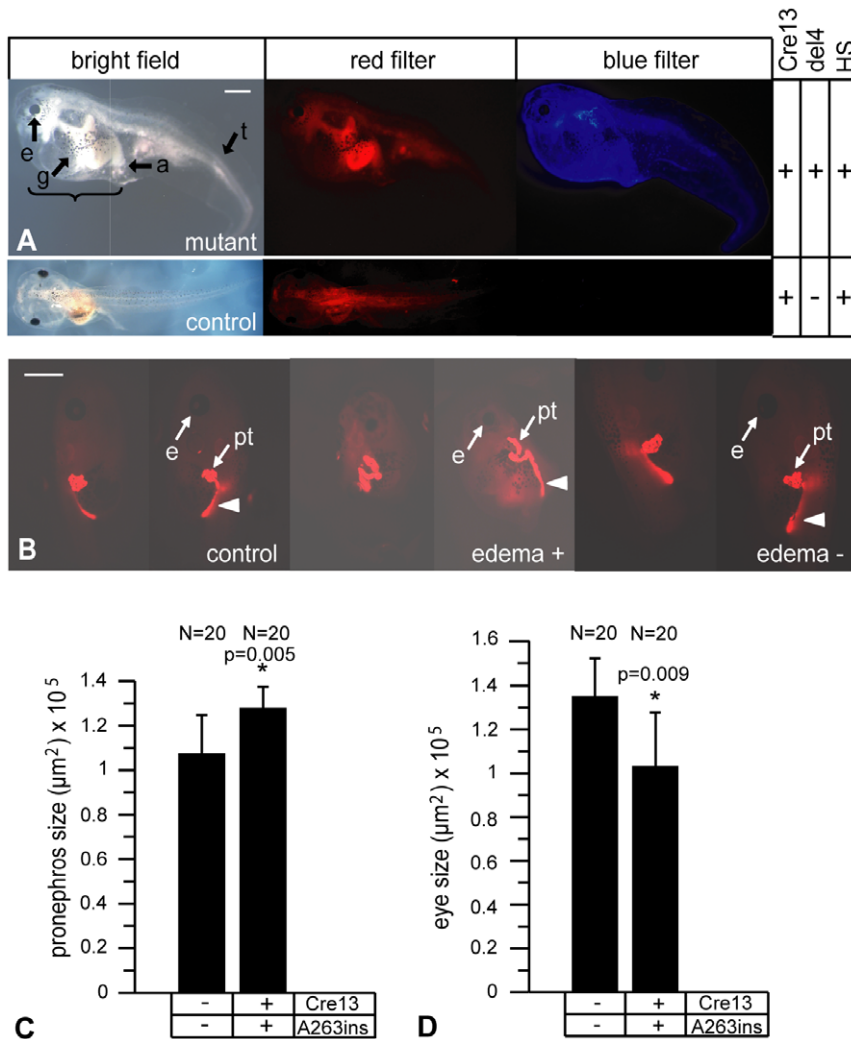 bright field red filter blue filter Cre13 del4 HS
e g a t
A mutant + + +
control + - +
e pt e pt e pt
B control edema + edema -
N=20 N=20
p=0.005
*
pronephros size (µm²) x 10⁵
1.4
1.2
1
0.8
0.6
0.4
0.2
0
- + Cre13
- + A263ins
C
N=20 N=20
p=0.009
*
eye size (µm²) x 10⁵
1.6
1.4
1.2
1
0.8
0.6
0.4
0.2
0
- + Cre13
- + A263ins
D